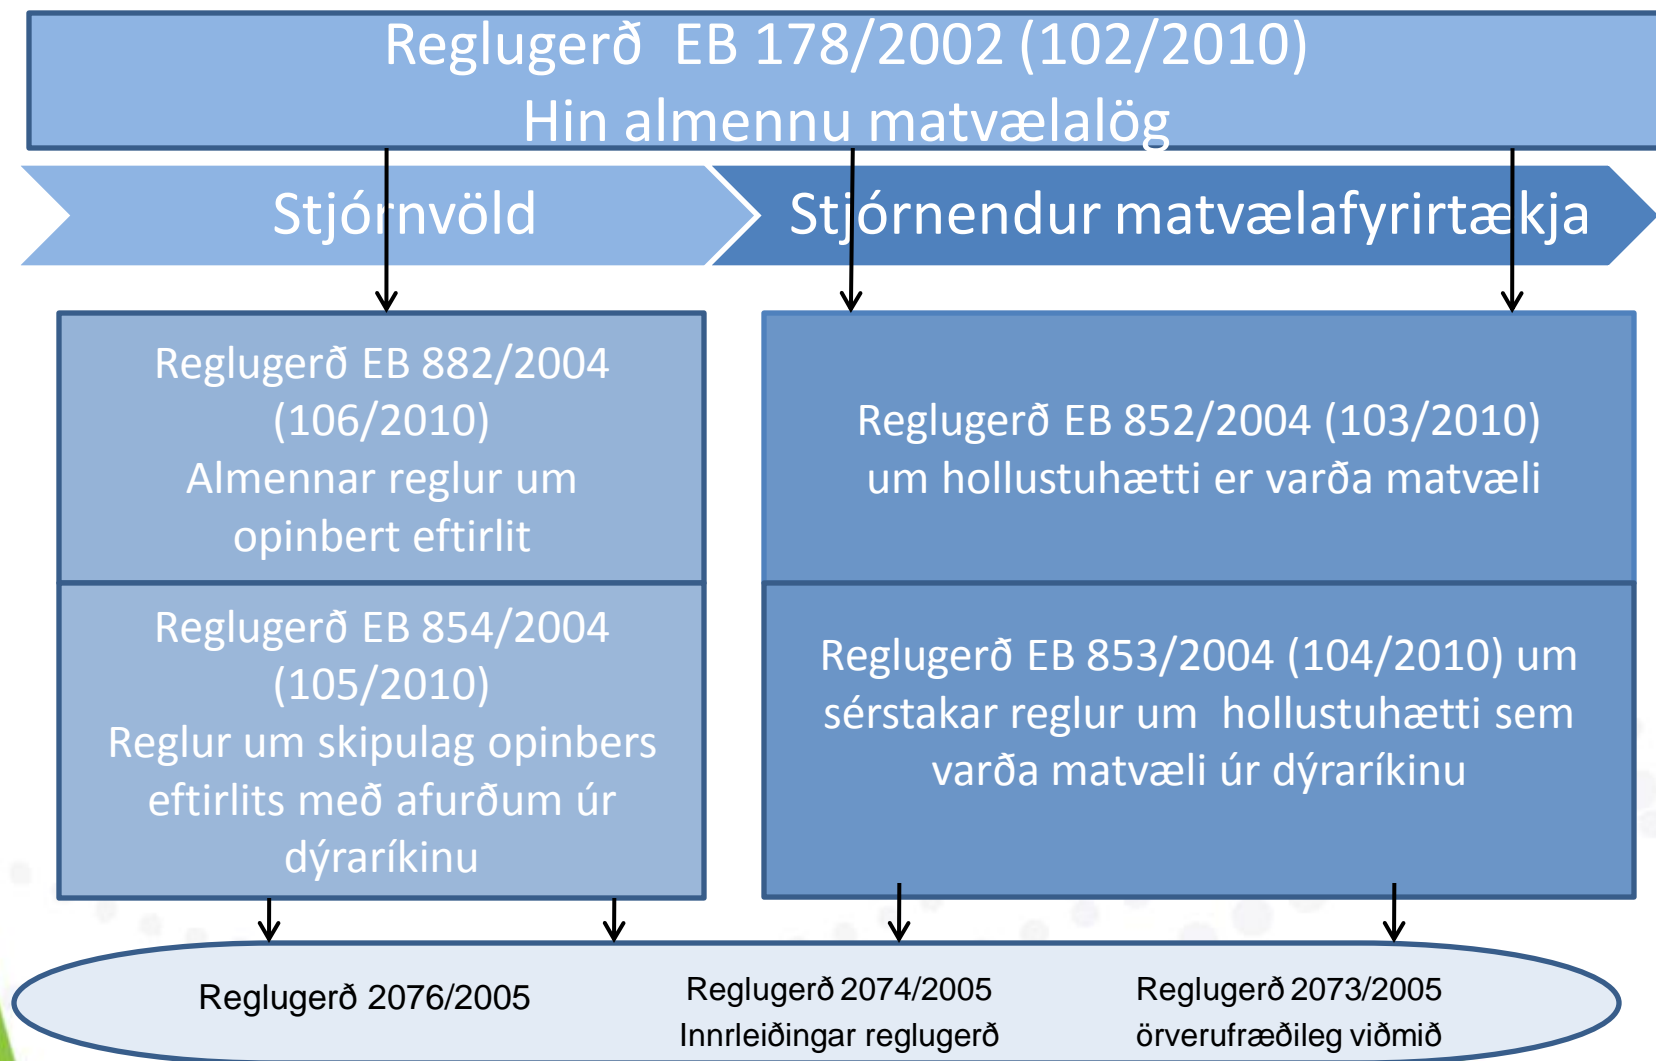 Reglugerð EB 178/2002 (102/2010)
Hin almennu matvælalög
Stjórnvöld
Stjórnendur matvælafyrirtækja
Reglugerð EB 882/2004
(106/2010)
Almennar reglur um
opinbert eftirlit
Reglugerð EB 854/2004
(105/2010)
Reglur um skipulag opinbers
eftirlits með afurðum úr
dýraríkinu
Reglugerð EB 852/2004 (103/2010)
um hollustuhætti er varða matvæli
Reglugerð EB 853/2004 (104/2010) um
sérstakar reglur um hollustuhætti sem
varða matvæli úr dýraríkinu
Reglugerð 2076/2005
Reglugerð 2074/2005
Innrleiðingar reglugerð
Reglugerð 2073/2005
örverufræðileg viðmið